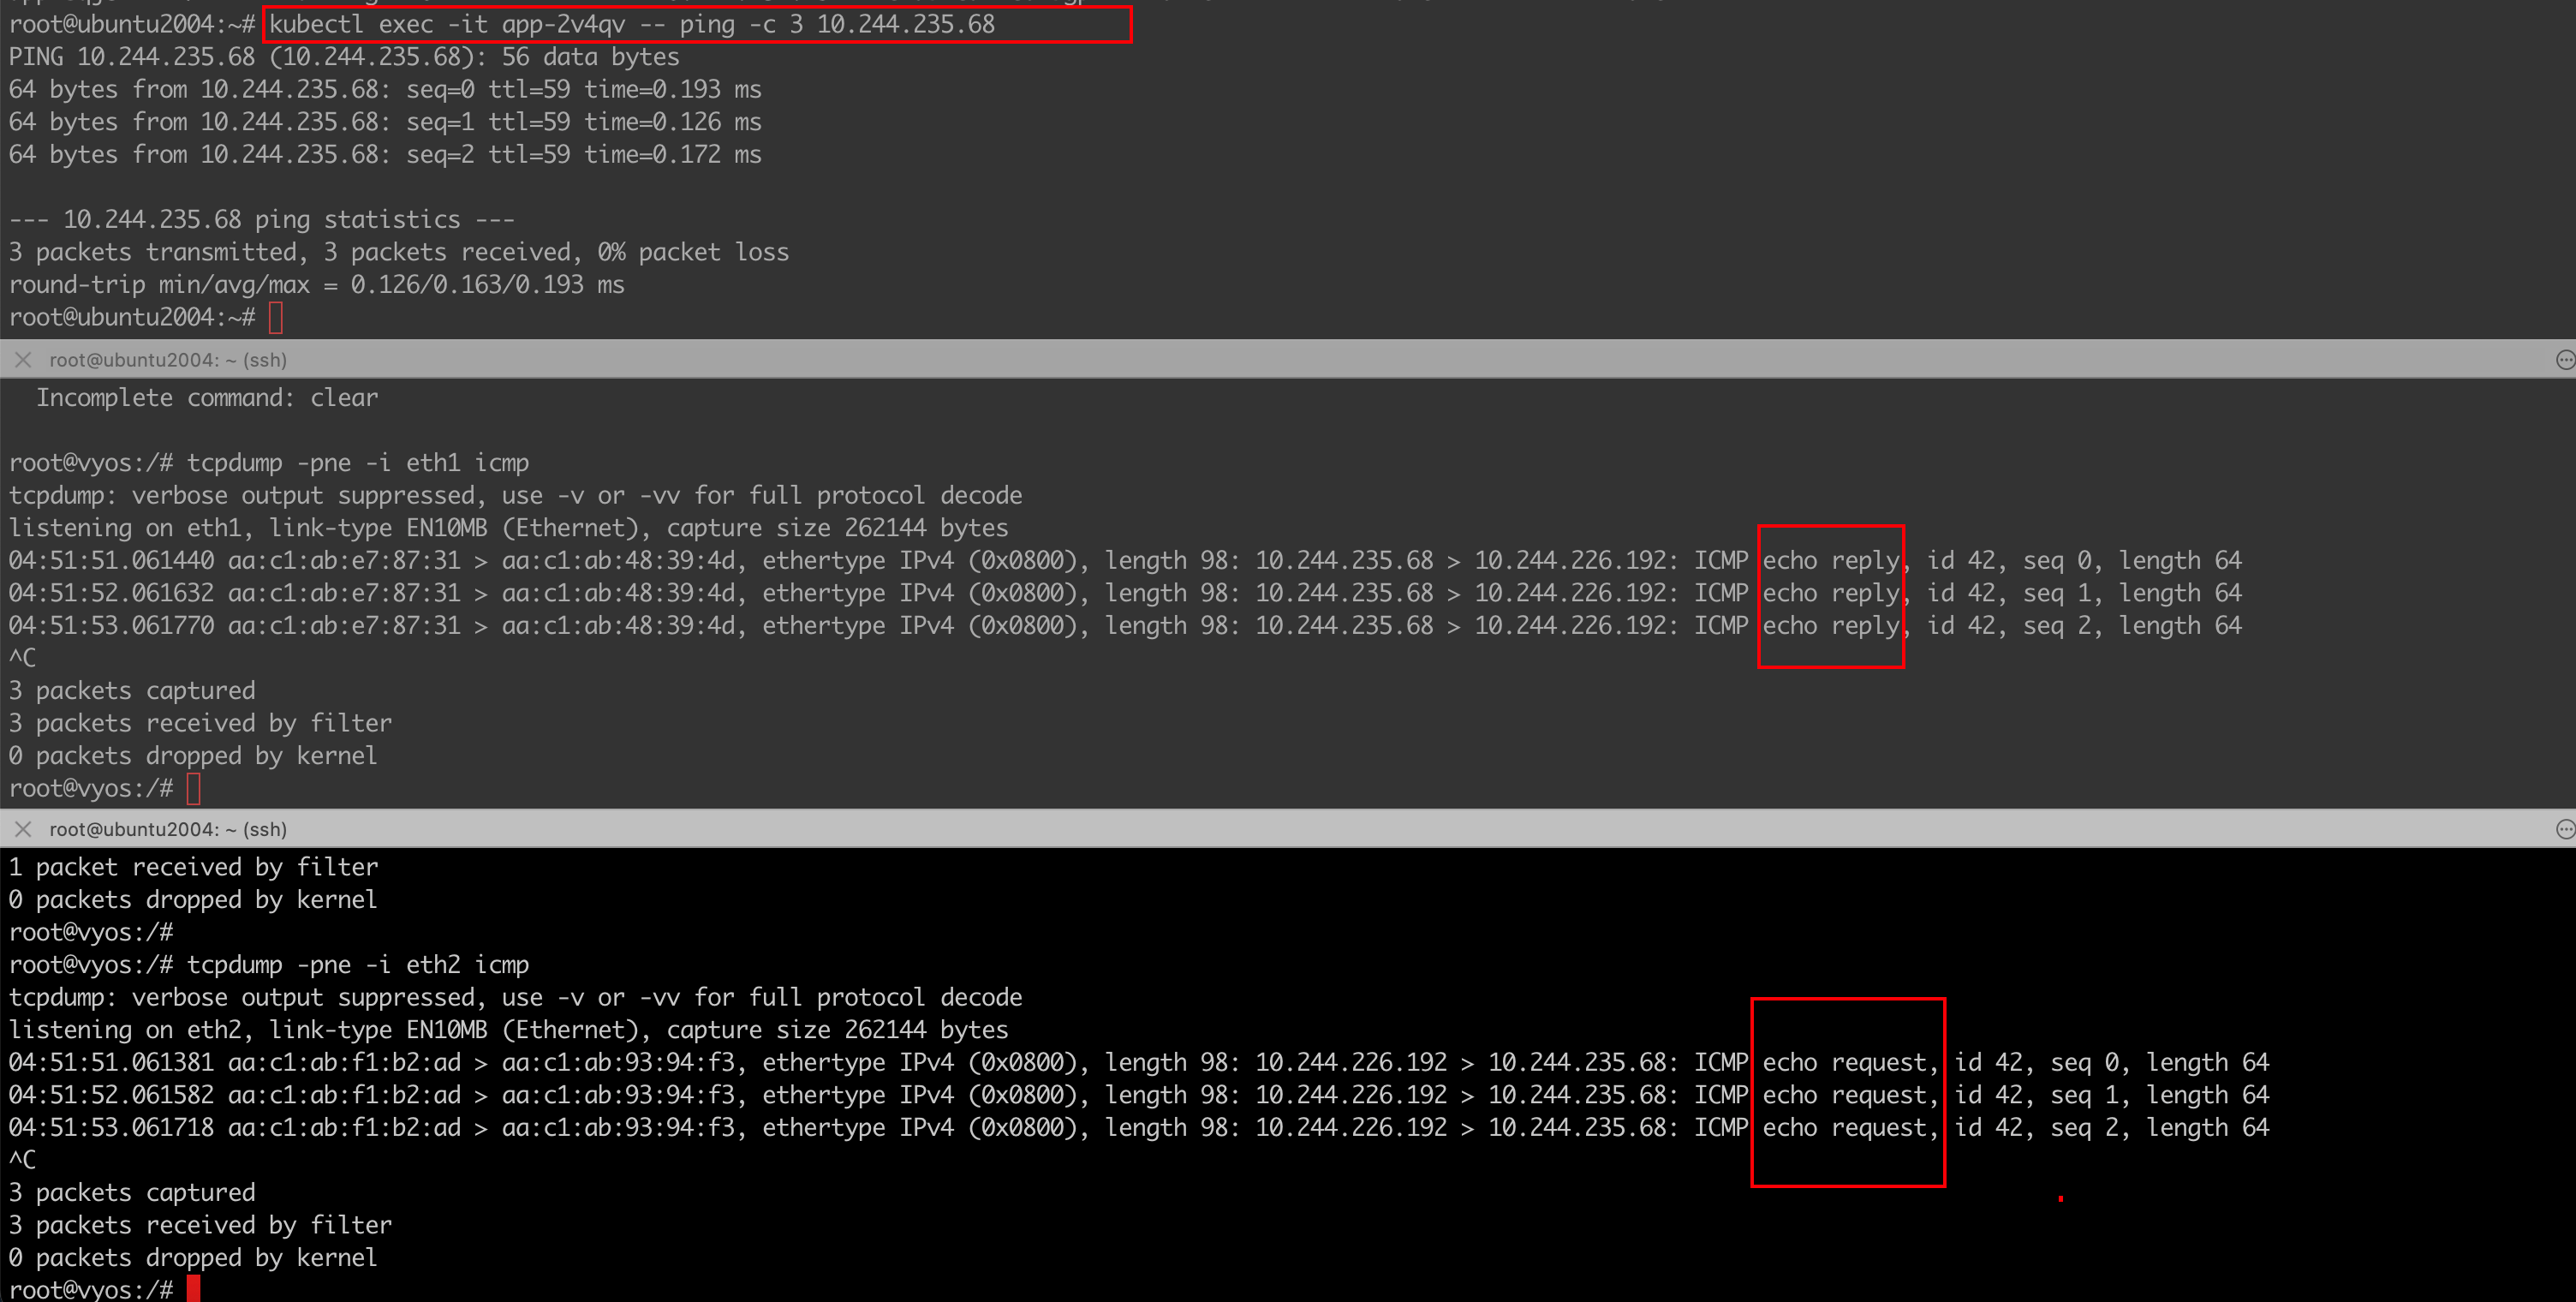 root@ubuntu2004:~# kubectl exec -it app-2v4qv -- ping -c 3 10.244.235.68
PING 10.244.235.68 (10.244.235.68): 56 data bytes
64 bytes from 10.244.235.68: seq=0 ttl=59 time=0.193 ms
64 bytes from 10.244.235.68: seq=1 ttl=59 time=0.126 ms
64 bytes from 10.244.235.68: seq=2 ttl=59 time=0.172 ms
--- 10.244.235.68 ping statistics ---
3 packets transmitted, 3 packets received, 0% packet loss
round-trip min/avg/max = 0.126/0.163/0.193 ms
root@ubuntu2004:~#
root@ubuntu2004: ~ (ssh)
Incomplete command: clear
root@vyos:/# tcpdump -pne -i eth1 icmp
tcpdump: verbose output suppressed, use -v or -vv for full protocol decode
listening on eth1, link-type EN10MB (Ethernet), capture size 262144 bytes
04:51:51.061440 aa:c1:ab:e7:87:31 > aa:c1:ab:48:39:4d, ethertype IPv4 (0x0800), length 98: 10.244.235.68 > 10.244.226.192: ICMP echo reply, id 42, seq 0, length 64
04:51:52.061632 aa:c1:ab:e7:87:31 > aa:c1:ab:48:39:4d, ethertype IPv4 (0x0800), length 98: 10.244.235.68 > 10.244.226.192: ICMP echo reply, id 42, seq 1, length 64
04:51:53.061770 aa:c1:ab:e7:87:31 > aa:c1:ab:48:39:4d, ethertype IPv4 (0x0800), length 98: 10.244.235.68 > 10.244.226.192: ICMP echo reply, id 42, seq 2, length 64
^C
3 packets captured
3 packets received by filter
0 packets dropped by kernel
root@vyos:/#
root@ubuntu2004: ~ (ssh)
1 packet received by filter
0 packets dropped by kernel
root@vyos:/#
root@vyos:/# tcpdump -pne -i eth2 icmp
tcpdump: verbose output suppressed, use -v or -vv for full protocol decode
listening on eth2, link-type EN10MB (Ethernet), capture size 262144 bytes
04:51:51.061381 aa:c1:ab:f1:b2:ad > aa:c1:ab:93:94:f3, ethertype IPv4 (0x0800), length 98: 10.244.226.192 > 10.244.235.68: ICMP echo request, id 42, seq 0, length 64
04:51:52.061582 aa:c1:ab:f1:b2:ad > aa:c1:ab:93:94:f3, ethertype IPv4 (0x0800), length 98: 10.244.226.192 > 10.244.235.68: ICMP echo request, id 42, seq 1, length 64
04:51:53.061718 aa:c1:ab:f1:b2:ad > aa:c1:ab:93:94:f3, ethertype IPv4 (0x0800), length 98: 10.244.226.192 > 10.244.235.68: ICMP echo request, id 42, seq 2, length 64
^C
3 packets captured
3 packets received by filter
0 packets dropped by kernel
root@vyos:/#